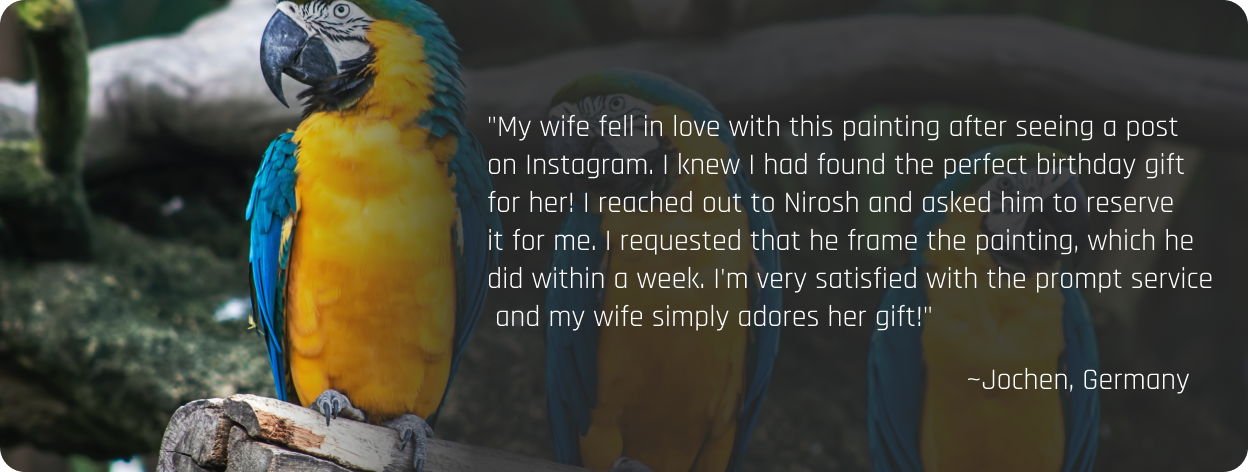 "My wife fell in love with this painting after seeing a post
on Instagram. I knew I had found the perfect birthday gift
for her! I reached out to Nirosh and asked him to reserve
it for me. I requested that he frame the painting, which he
did within a week. I'm very satisfied with the prompt service
and my wife simply adores her gift!"
~Jochen, Germany